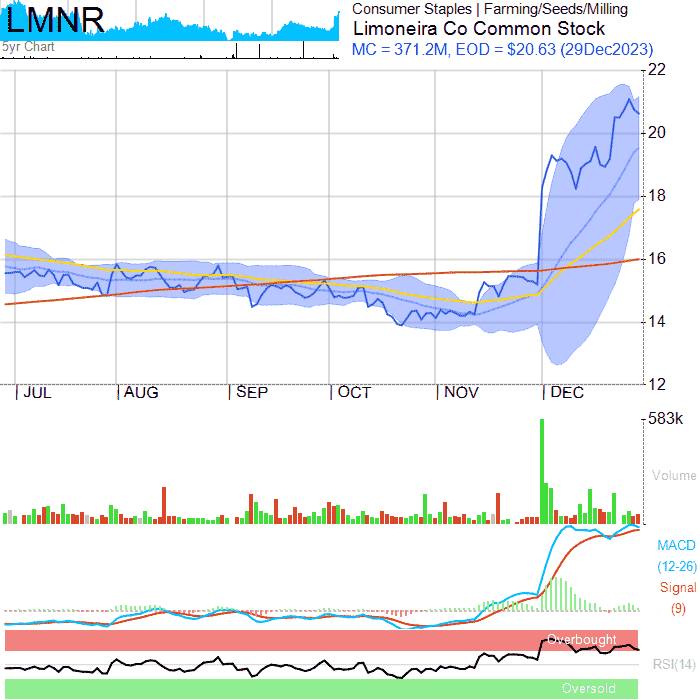 LMNR
5yr Chart
Consumer Staples | Farming/Seeds/Milling
Limoneira Co Common Stock
MC = 371.2M, EOD = $20.63 (29Dec2023)
22
20
18
16
14
12
JUL
AUG
SEP
OCT
NOV
DEC
583k
Volume
MACD
(12-26)
Signal
(9)
Overbought
RSI(14)
Oversold